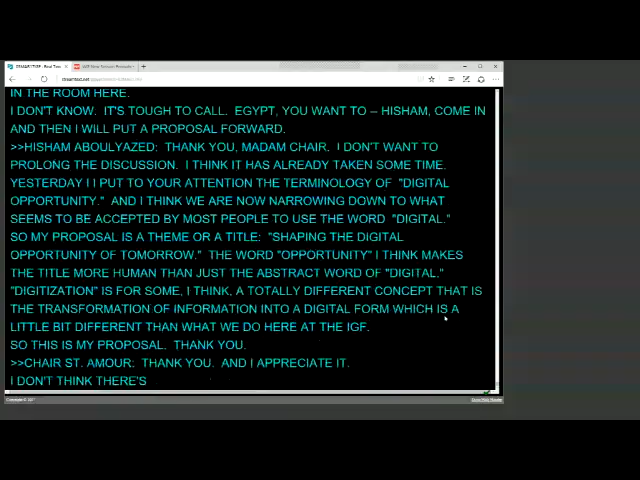 streamtext.net
IN THE ROOM HERE.
I DON'T KNOW. IT'S TOUGH TO CALL. EGYPT, YOU WANT TO -- HISHAM, COME IN
AND THEN I WILL PUT A PROPOSAL FORWARD.
>>HISHAM ABOULYAZED: THANK YOU, MADAM CHAIR. I DON'T WANT TO
PROLONG THE DISCUSSION. I THINK IT HAS ALREADY TAKEN SOME TIME.
YESTERDAY I I PUT TO YOUR ATTENTION THE TERMINOLOGY OF "DIGITAL
OPPORTUNITY." AND I THINK WE ARE NOW NARROWING DOWN TO WHAT
SEEMS TO BE ACCEPTED BY MOST PEOPLE TO USE THE WORD "DIGITAL."
SO MY PROPOSAL IS A THEME OR A TITLE: "SHAPING THE DIGITAL
OPPORTUNITY OF TOMORROW." THE WORD "OPPORTUNITY" I THINK MAKES
THE TITLE MORE HUMAN THAN JUST THE ABSTRACT WORD OF "DIGITAL."
"DIGITIZATION" IS FOR SOME, I THINK, A TOTALLY DIFFERENT CONCEPT THAT IS
THE TRANSFORMATION OF INFORMATION INTO A DIGITAL FORM WHICH IS A
LITTLE BIT DIFFERENT THAN WHAT WE DO HERE AT THE IGF.
SO THIS IS MY PROPOSAL. THANK YOU.
>>CHAIR ST. AMOUR: THANK YOU. AND I APPRECIATE IT.
I DON'T THINK THERE'S